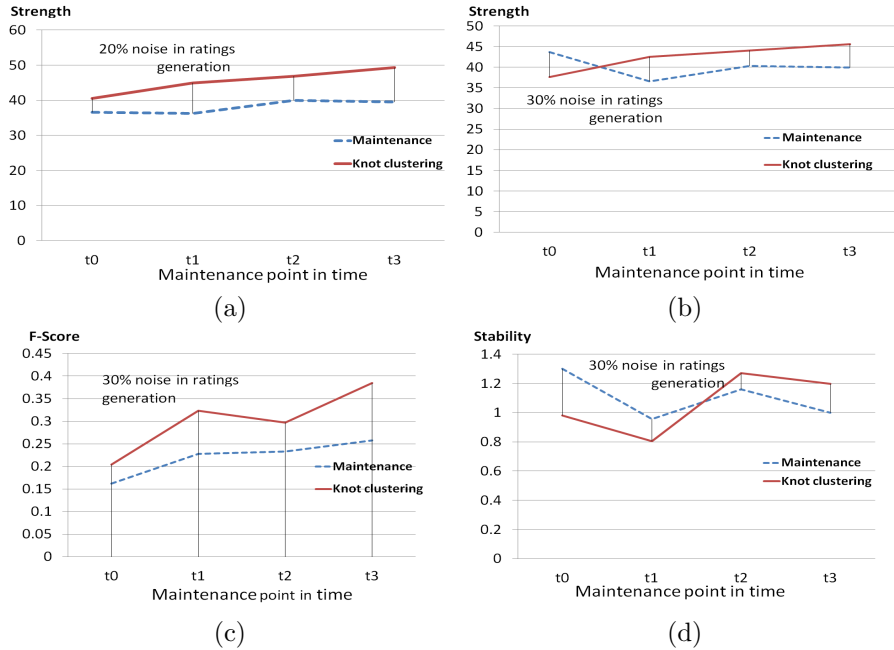 Strength
60
50
40
30
20
10
0
20% noise in ratings
generation
Maintenance
Knot clustering
t0 t1 t2 t3
Maintenance point in time
(a)
Strength
50
45
40
35
30
25
20
15
10
5
0
30% noise in ratings
generation
Maintenance
Knot clustering
t0 t1 t2 t3
Maintenance point in time
(b)
F-Score
0.45
0.4
0.35
0.3
0.25
0.2
0.15
0.1
0.05
0
30% noise in ratings
generation
Maintenance
Knot clustering
t0 t1 t2 t3
Maintenance point in time
(c)
Stability
1.4
1.2
1
0.8
0.6
0.4
0.2
0
30% noise in ratings
generation
Maintenance
Knot clustering
t0 t1 t2 t3
Maintenance point in time
(d)